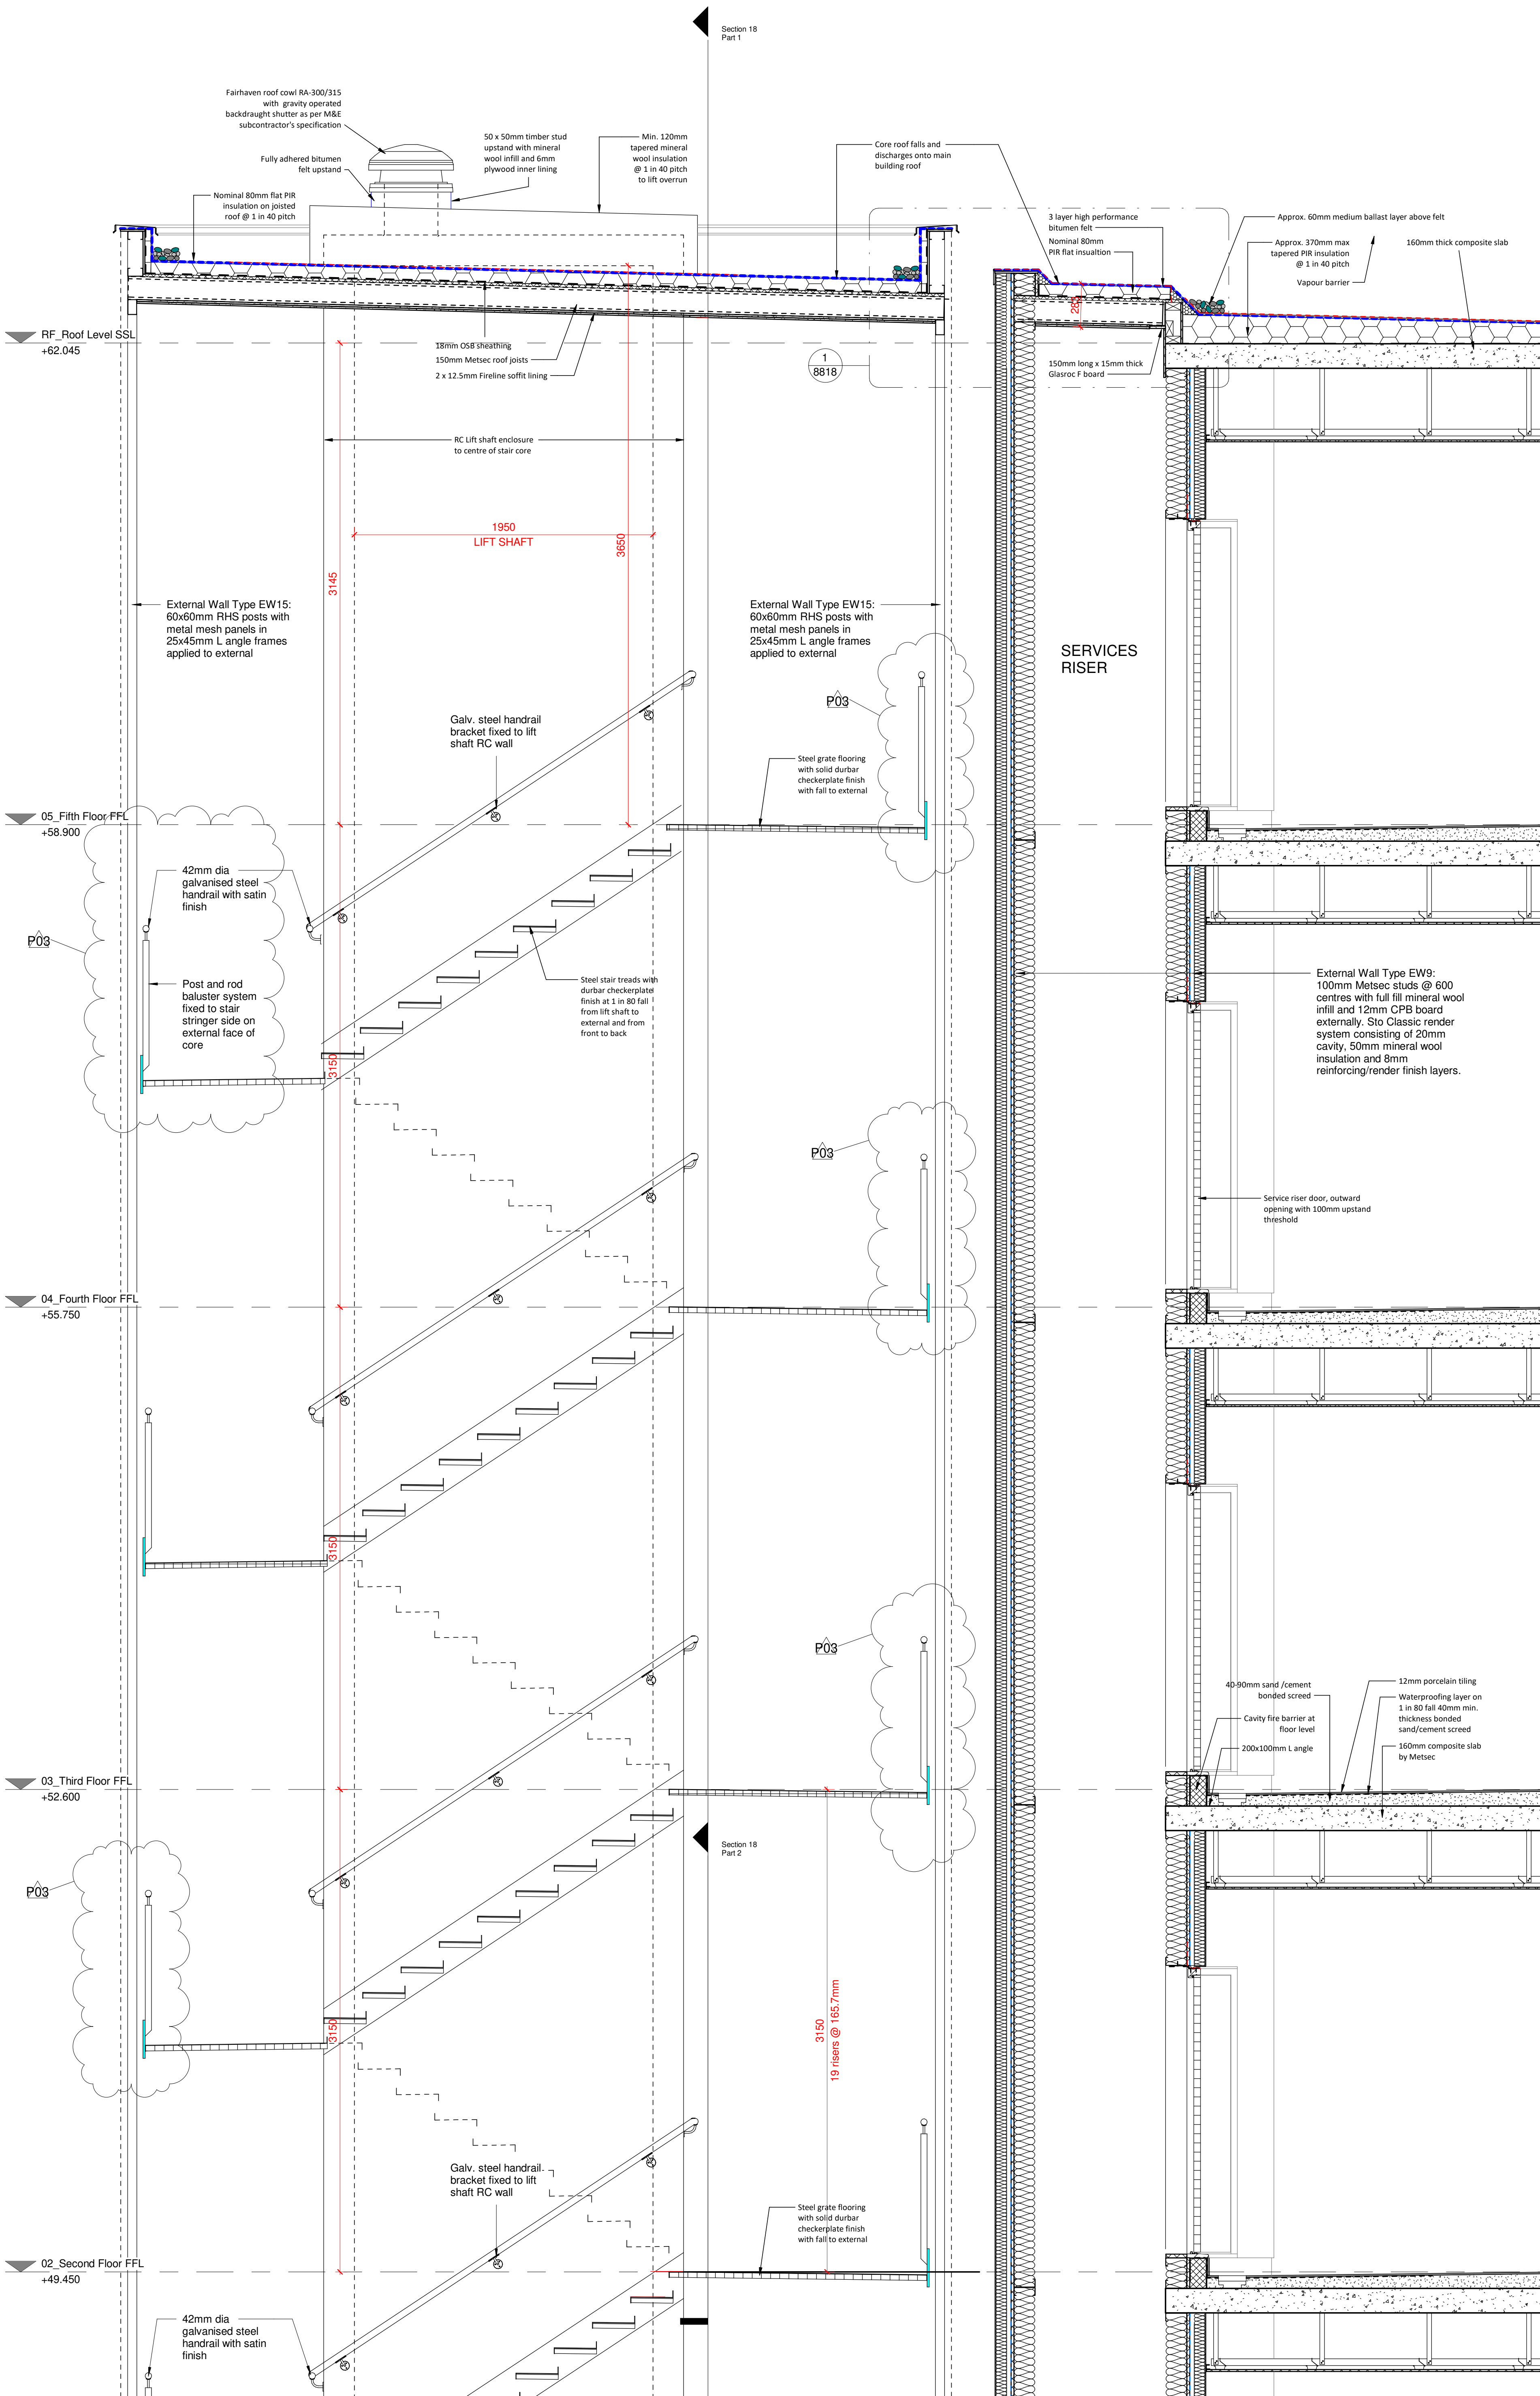 Section 18
Part 1
Fairhaven roof cowl RA-300/315
with gravity operated
backdraught shutter as per M&E
subcontractor's specification
Fully adhered bitumen
felt upstand
50 x 50mm timber stud
upstand with mineral
wool infill and 6mm
plywood inner lining
Min. 120mm
tapered mineral
wool insulation
@ 1 in 40 pitch
to lift overrun
Core roof falls and
discharges onto main
building roof
Nominal 80mm flat PIR
insulation on joisted
roof @ 1 in 40 pitch
3 layer high performance
bitumen felt
Nominal 80mm
PIR flat insualtion
Approx. 60mm medium ballast layer above felt
Approx. 370mm max
tapered PIR insulation
@ 1 in 40 pitch
Vapour barrier
160mm thick composite slab
RF_Roof Level SSL
+62.045
18mm OSB sheathing
150mm Metsec roof joists
2 x 12.5mm Fireline soffit lining
1
8818
150mm long x 15mm thick
Glasroc F board
RC Lift shaft enclosure
to centre of stair core
1950
LIFT SHAFT
3650
3145
External Wall Type EW15:
60x60mm RHS posts with
metal mesh panels in
25x45mm L angle frames
applied to external
External Wall Type EW15:
60x60mm RHS posts with
metal mesh panels in
25x45mm L angle frames
applied to external
SERVICES
RISER
P03
Galv. steel handrail
bracket fixed to lift
shaft RC wall
Steel grate flooring
with solid durbar
checkerplate finish
with fall to external
05_Fifth Floor FFL
+58.900
42mm dia
galvanised steel
handrail with satin
finish
P03
Post and rod
baluster system
fixed to stair
stringer side on
external face of
core
Steel stair treads with
durbar checkerplate
finish at 1 in 80 fall
from lift shaft to
external and from
front to back
External Wall Type EW9:
100mm Metsec studs @ 600
centres with full fill mineral wool
infill and 12mm CPB board
externally. Sto Classic render
system consisting of 20mm
cavity, 50mm mineral wool
insulation and 8mm
reinforcing/render finish layers.
3150
P03
Service riser door, outward
opening with 100mm upstand
threshold
04_Fourth Floor FFL
+55.750
3150
P03
40-90mm sand /cement
bonded screed
Cavity fire barrier at
floor level
200x100mm L angle
12mm porcelain tiling
Waterproofing layer on
1 in 80 fall 40mm min.
thickness bonded
sand/cement screed
160mm composite slab
by Metsec
03_Third Floor FFL
+52.600
Section 18
Part 2
P03
3150
3150
19 risers @ 165.7mm
Galv. steel handrail
bracket fixed to lift
shaft RC wall
Steel grate flooring
with solid durbar
checkerplate finish
with fall to external
02_Second Floor FFL
+49.450
42mm dia
galvanised steel
handrail with satin
finish